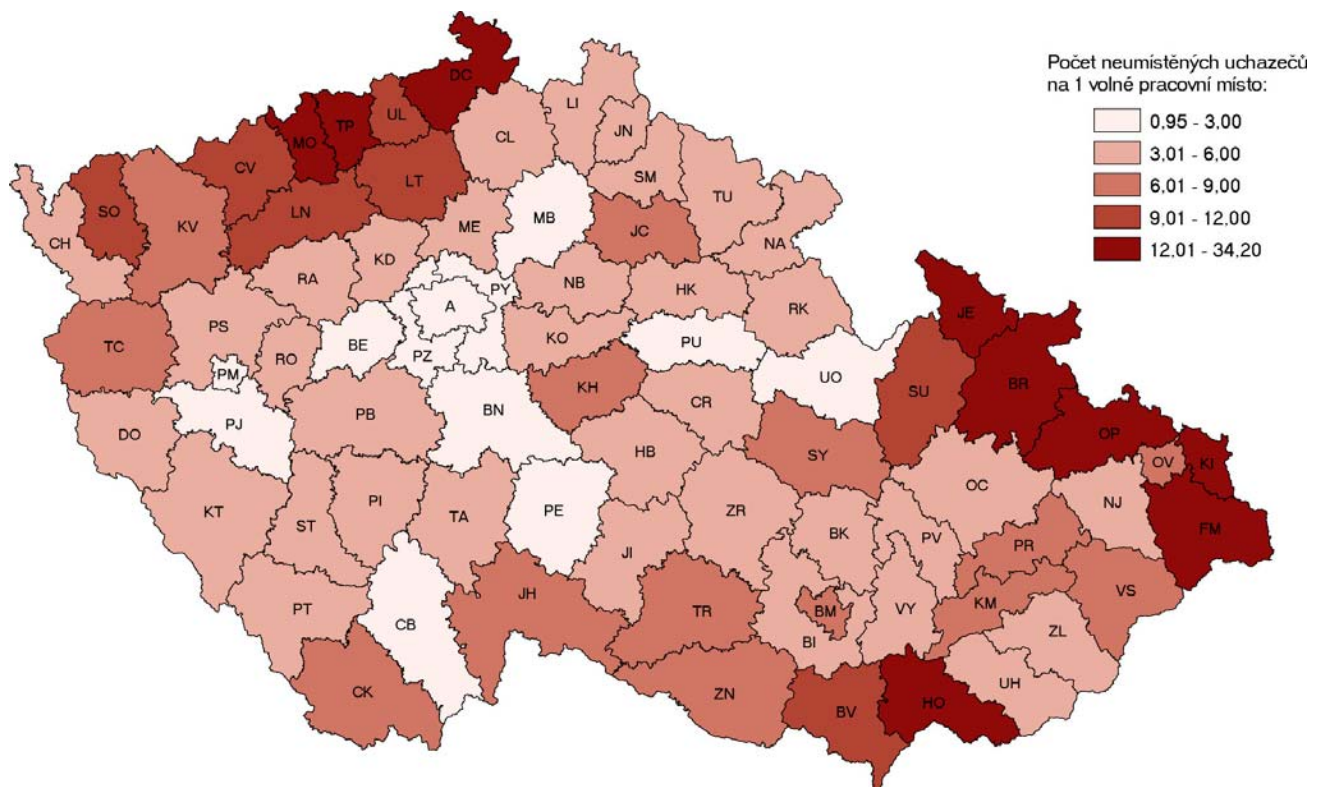 Počet neumístěných uchazečů
na 1 volné pracovní místo:
0,95 - 3,00
3,01 - 6,00
6,01 - 9,00
9,01 - 12,00
12,01 - 34,20
DC
LI
UL
TP
MO
JN
CL
CV
LT
SM
TU
SO
LN
KV
MB
ME
JC
CH
NA
KD
RA
NB
HK
PY
A
RK
JE
PS
KO
PU
BE
TC
RO
PZ
UO
PM
KH
SU
BR
CR
BN
PB
PJ
DO
OP
HB
SY
OV
KI
OC
NJ
KT
PI
ST
TA
PE
ZR
FM
BK
PV
PR
JI
VS
JH
KM
PT
TR
BM
VY
CB
ZL
BI
UH
CK
ZN
HO
BV